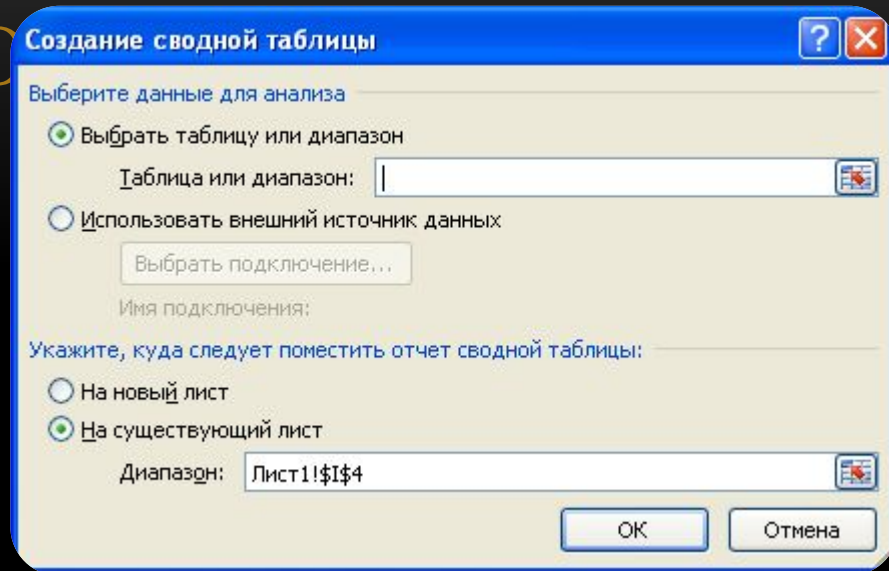 Создание сводной таблицы
Выберите данные для анализа
Выбрать таблицу или диапазон
Таблица или диапазон:
Использовать внешний источник данных
Выбрать подключение...
Имя подключения:
Укажите, куда следует поместить отчет сводной таблицы:
На новый лист
На существующий лист
Диапазон: Лист1!$I$4
ОК Отмена